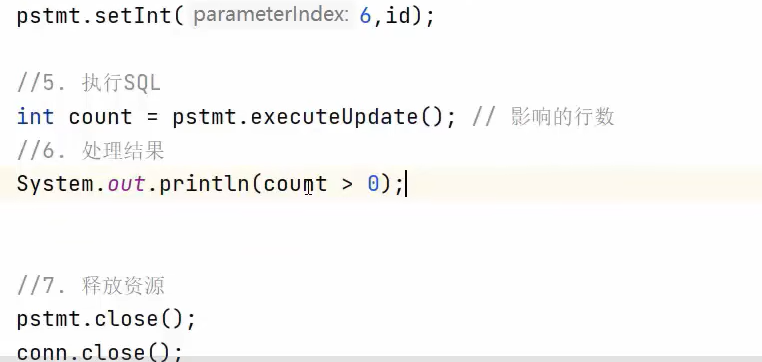 pstmt.setInt( parameterIndex: 6,id);
//5. 执行SQL
int count = pstmt.executeUpdate(); // 影响的行数
//6. 处理结果
System.out.println(count > 0);
//7. 释放资源
pstmt.close();
conn.close();